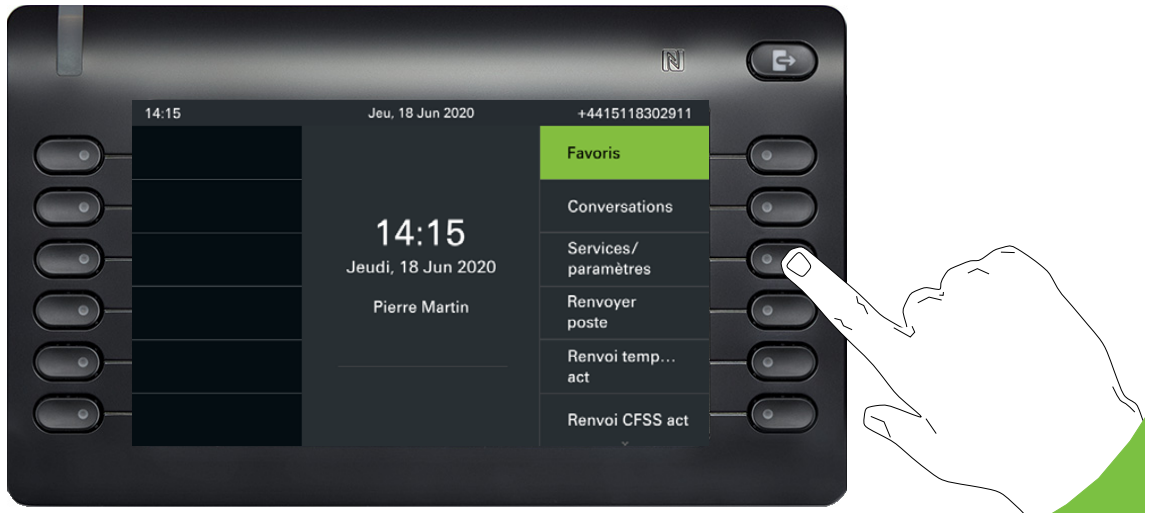 14:15
Jeu, 18 Jun 2020
+4415118302911
Favoris
Conversations
Services/
paramètres
Renvoyer
poste
Renvoi temp...
act
Renvoi CFSS act
14:15
Jeudi, 18 Jun 2020
Pierre Martin